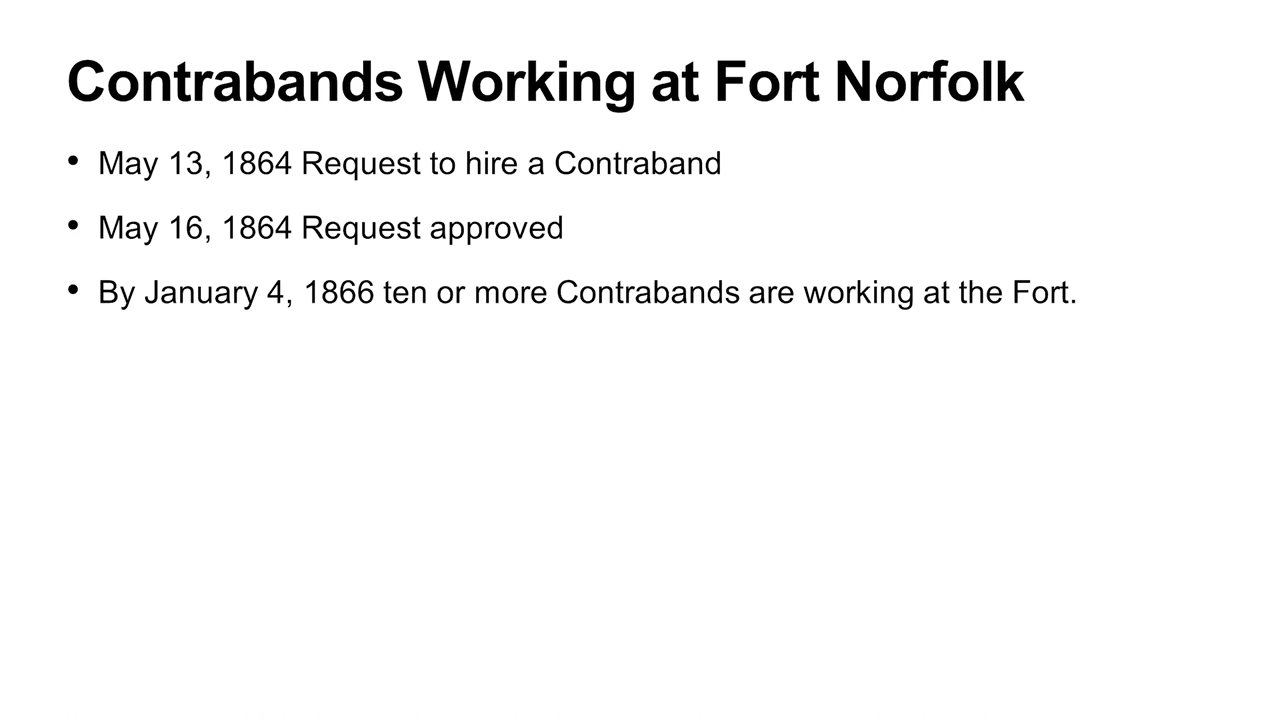 Contrabands Working at Fort Norfolk
• May 13, 1864 Request to hire a Contraband
• May 16, 1864 Request approved
• By January 4, 1866 ten or more Contrabands are working at the Fort.